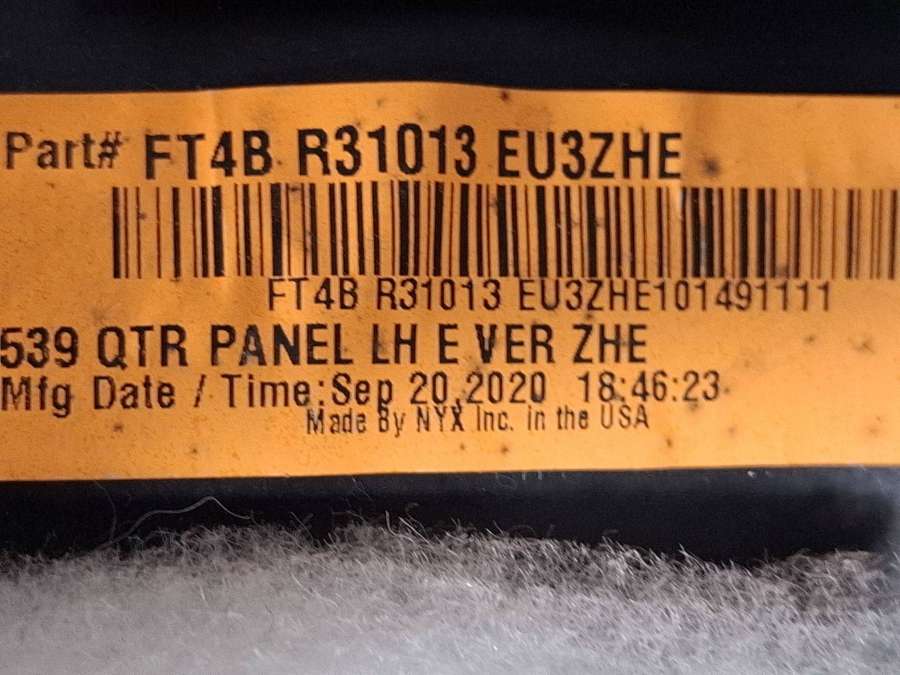 Part# FT4B R31013 EU3ZHE
FT4B R31013 EU3ZHE101491111
539 QTR PANEL LH E VER ZHE
Mfg Date / Time:Sep 20,2020 18:46:23
Made By NYX Inc. in the USA